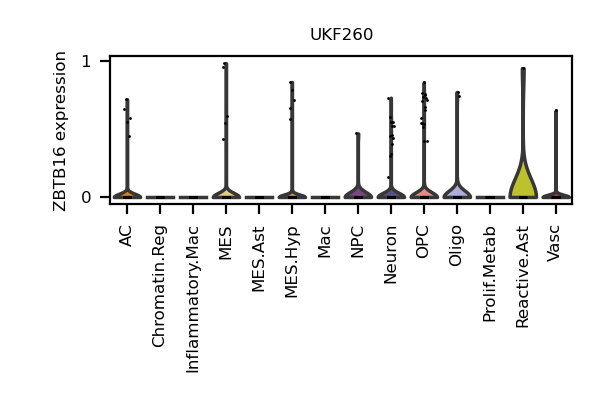 UKF260
ZBTB16 expression
1
0
AC
Chromatin.Reg
Inflammatory.Mac
MES
MES.Ast
MES.Hyp
Mac
NPC
Neuron
OPC
Oligo
Prolif.Metab
Reactive.Ast
Vasc